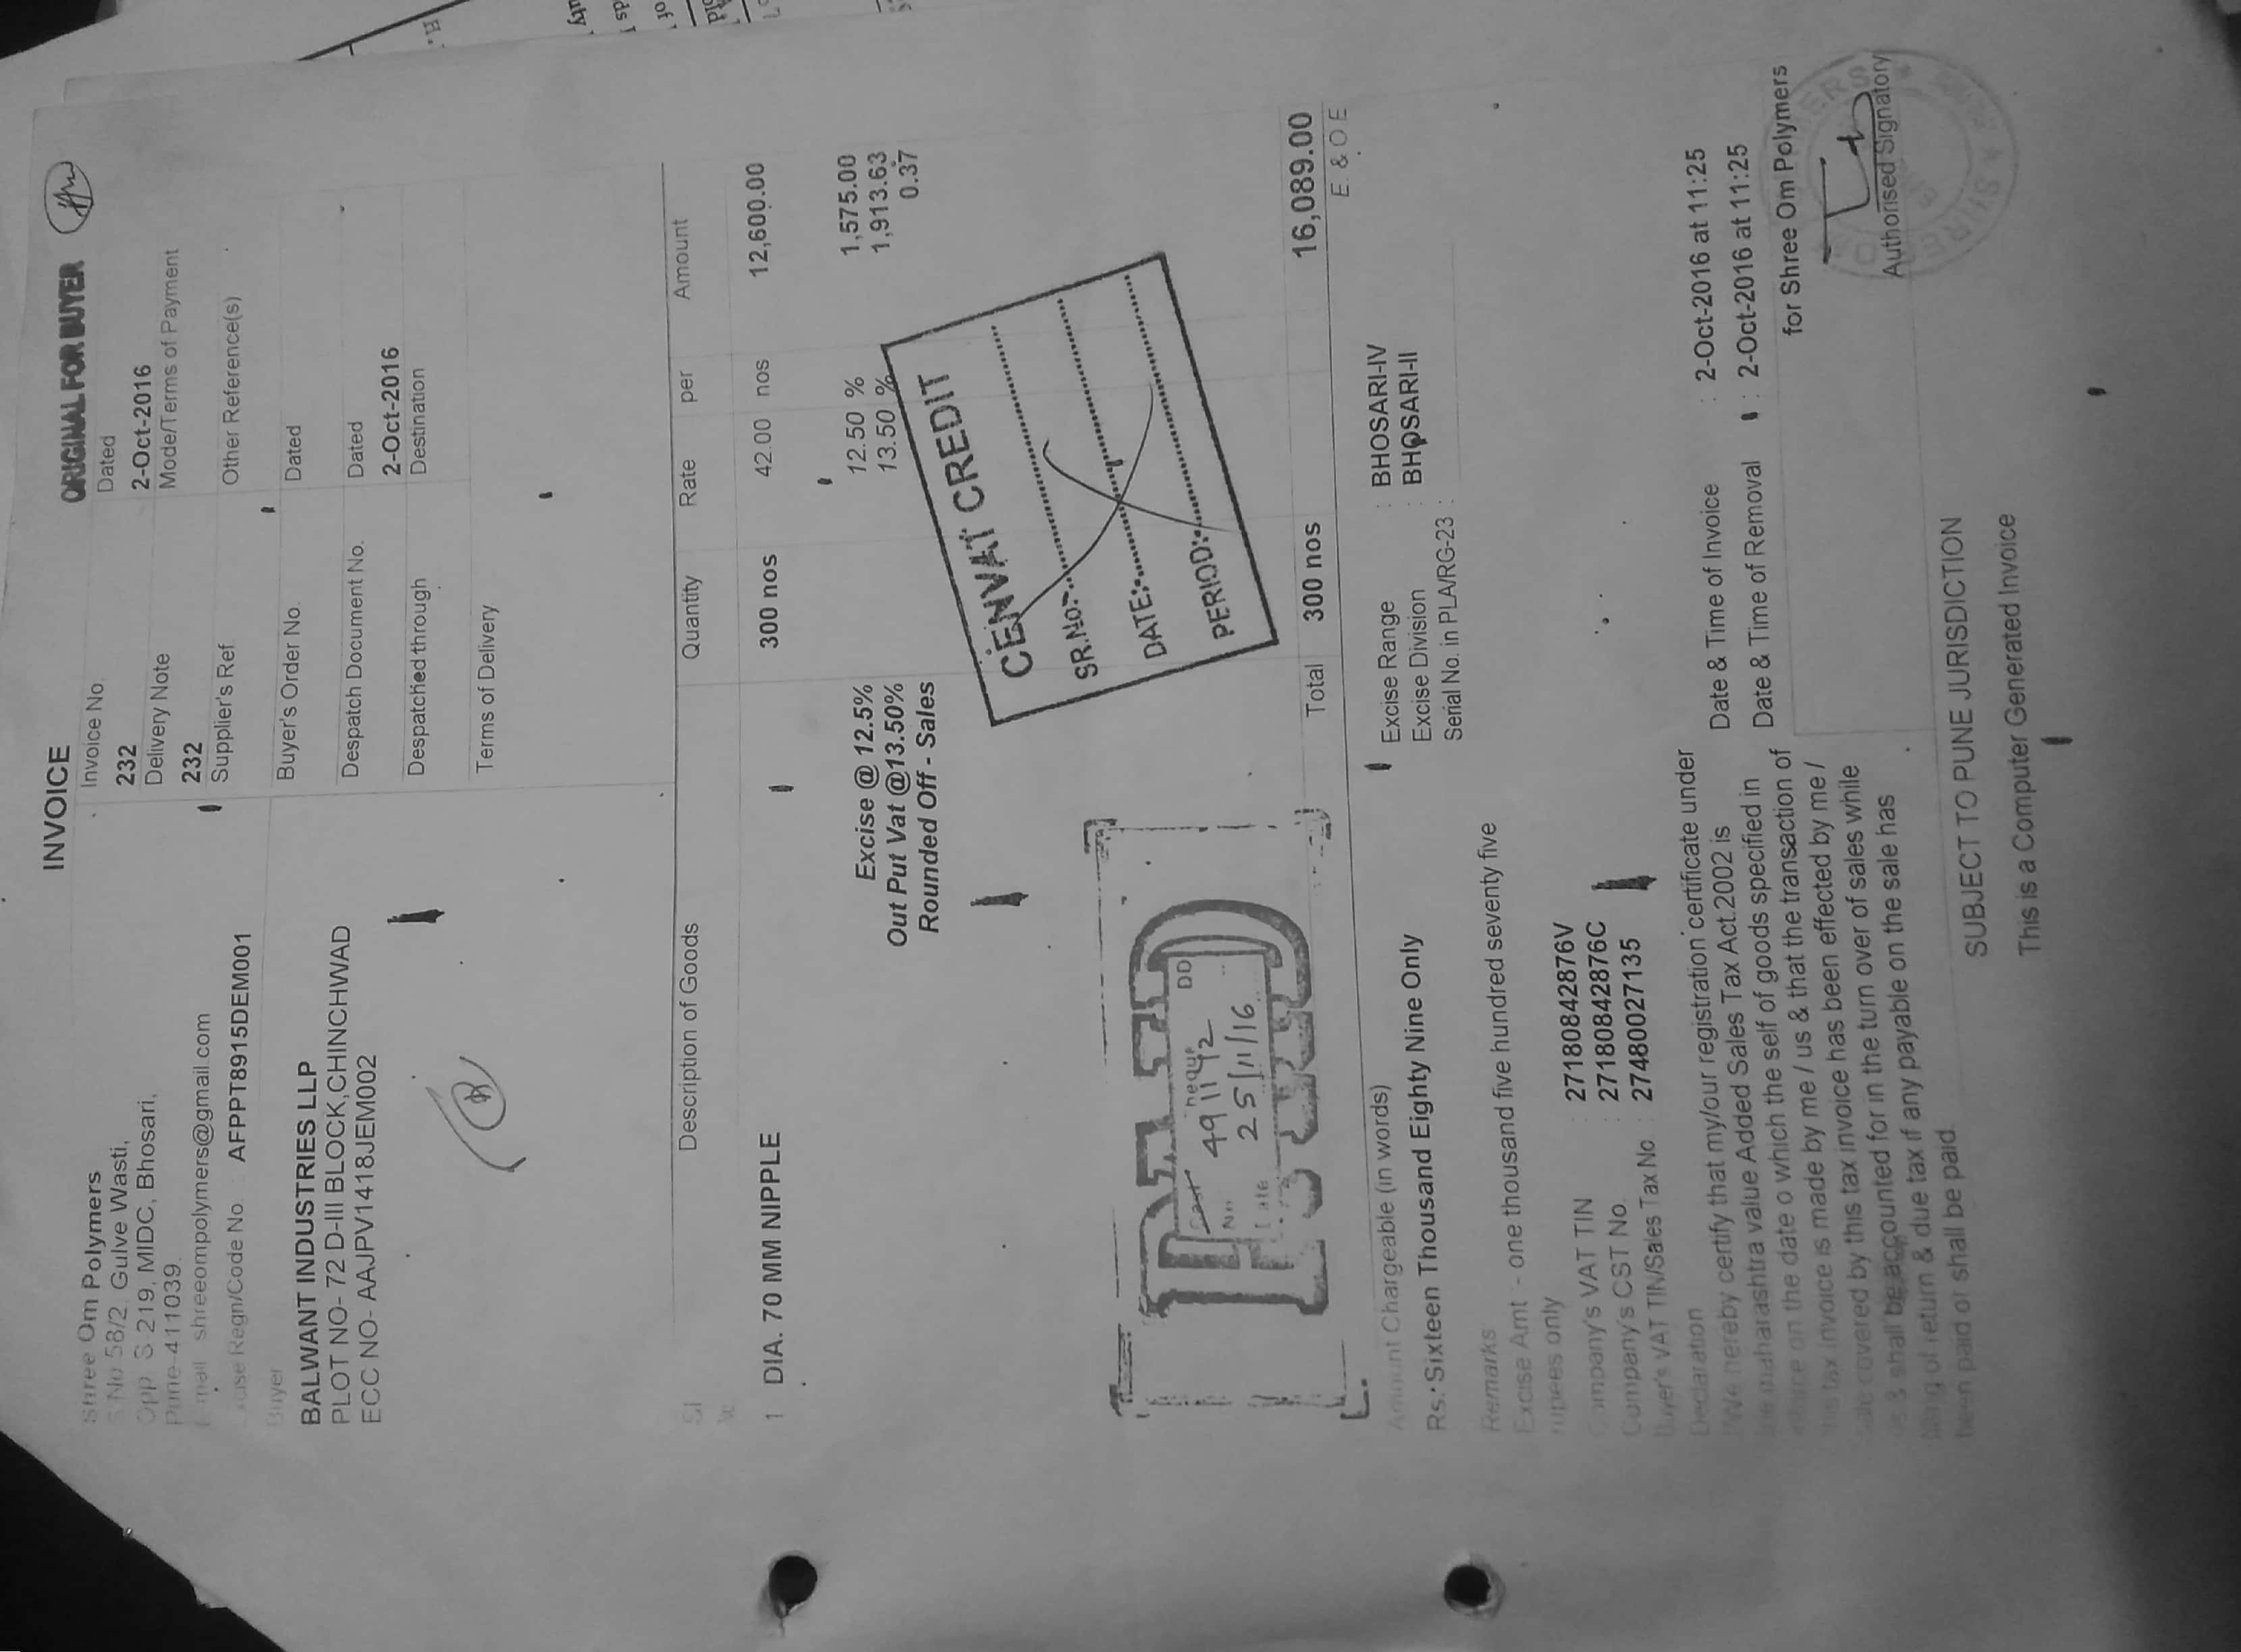 INVOICE
ORIGINAL FOR BUYER
Shree Om Polymers
S.No 58/2, Gulve Wasti,
Opp S-219, MIDC, Bhosari,
Pune-411039
E-mail shreeompolymers@gmail.com
Excise Regn/Code No : AFPPT8915DEM001
Invoice No.
232
Dated
2-Oct-2016
Delivery Note
232
Mode/Terms of Payment
Supplier's Ref
Other Reference(s)
Buyer
BALWANT INDUSTRIES LLP
PLOT NO- 72 D-III BLOCK,CHINCHWAD
ECC NO- AAJPV1418JEM002
Buyer's Order No.
Dated
Despatch Document No.
Dated
2-Oct-2016
Despatched through
Destination
Terms of Delivery
Sl Description of Goods Quantity Rate per Amount
1 DIA. 70 MM NIPPLE 300 nos 42.00 nos 12,600.00
Excise @ 12.5% 12.50 % 1,575.00
Out Put Vat @13.50% 13.50 % 1,913.63
Rounded Off - Sales 0.37
CENVAT CREDIT
SR.No:-
DATE:-
PERIOD:-
DD
No. 491142
Date 25/11/16
Total 300 nos 16,089.00
Amount Chargeable (in words) E. & O E
Rs.:Sixteen Thousand Eighty Nine Only
Excise Range : BHOSARI-IV
Excise Division : BHOSARI-II
Serial No. in PLA/RG-23 :
Remarks
Excise Amt - one thousand five hundred seventy five
rupees only
Company's VAT TIN : 27180842876V
Company's CST No. : 27180842876C
Buyer's VAT TIN/Sales Tax No. : 27480027135
Declaration
I/We hereby certify that my/our registration certificate under
the maharashtra value Added Sales Tax Act.2002 is
on the date o which the self of goods specified in
tax invoice is made by me / us & that the transaction of
sale covered by this tax invoice has been effected by me /
us & shall be accounted for in the turn over of sales while
of return & due tax if any payable on the sale has
been paid or shall be paid.
Date & Time of Invoice : 2-Oct-2016 at 11:25
Date & Time of Removal : 2-Oct-2016 at 11:25
for Shree Om Polymers
Authorised Signatory
SUBJECT TO PUNE JURISDICTION
This is a Computer Generated Invoice